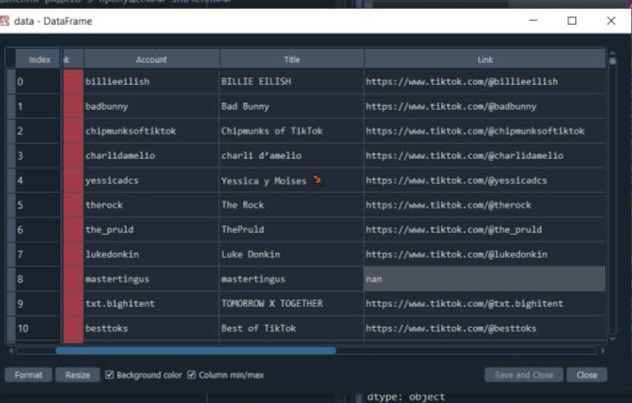 data - DataFrame
Index Account Title Link
0 billieeilish BILLIE EILISH https://www.tiktok.com/@billieeilish
1 badbunny Bad Bunny https://www.tiktok.com/@badbunny
2 chipmunksoftiktok Chipmunks of TikTok https://www.tiktok.com/@chipmunksoftiktok
3 charlidamelio charli d’amelio https://www.tiktok.com/@charlidamelio
4 yessicadcs Yessica y Moises https://www.tiktok.com/@yessicadcs
5 therock The Rock https://www.tiktok.com/@therock
6 the_pruld ThePruld https://www.tiktok.com/@the_pruld
7 lukedonkin Luke Donkin https://www.tiktok.com/@lukedonkin
8 mastertingus mastertingus nan
9 txt.bighitent TOMORROW X TOGETHER https://www.tiktok.com/@txt.bighitent
10 besttoks Best of TikTok https://www.tiktok.com/@besttoks
Format Resize Background color Column min/max Save and Close Close
dtype: object